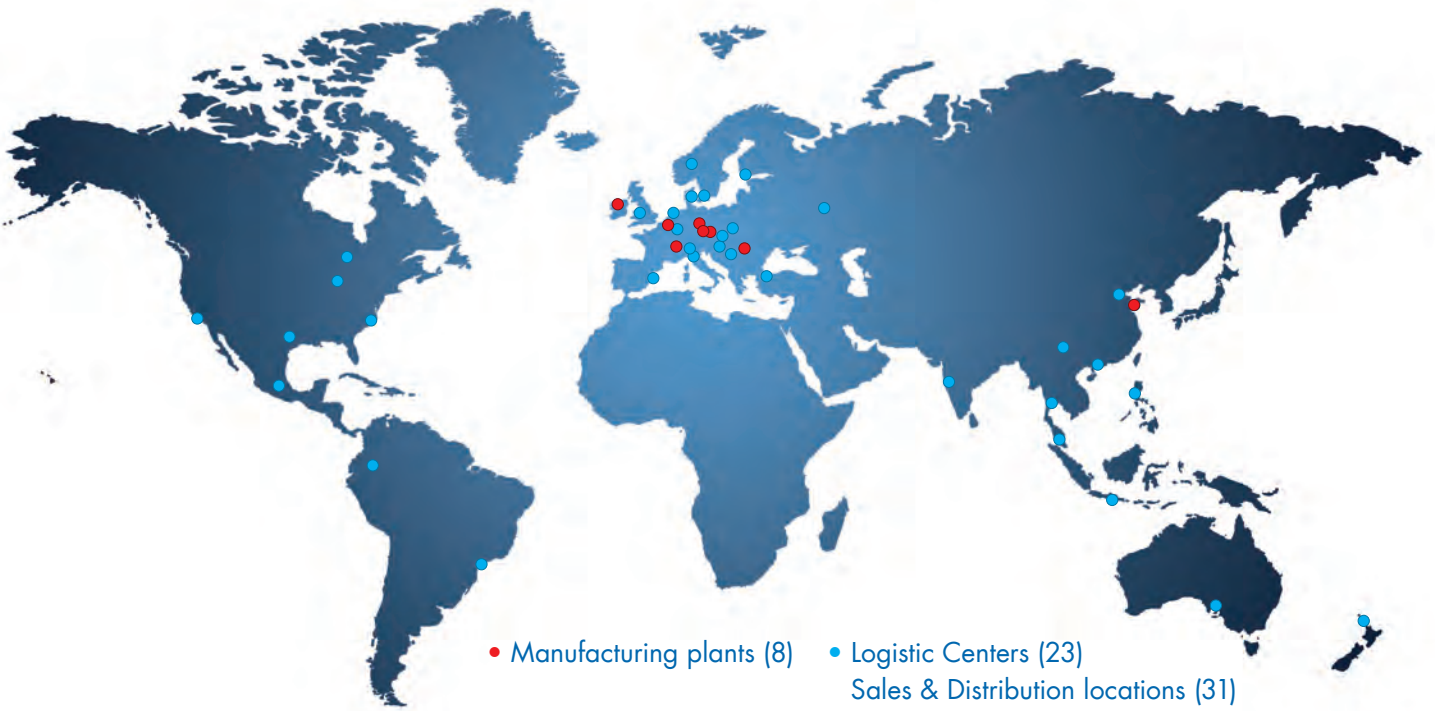 Manufacturing plants (8)
Logistic Centers (23)
Sales & Distribution locations (31)